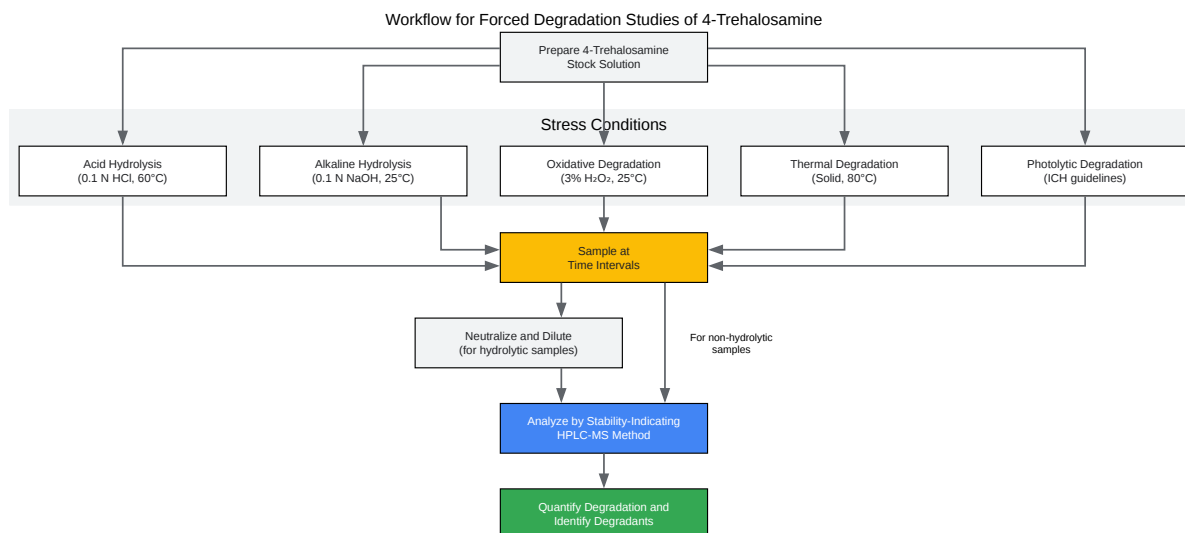 Workflow for Forced Degradation Studies of 4-Trehalosamine
Prepare 4-Trehalosamine
Stock Solution
Stress Conditions
Acid Hydrolysis
(0.1 N HCl, 60°C)
Alkaline Hydrolysis
(0.1 N NaOH, 25°C)
Oxidative Degradation
(3% H₂O₂, 25°C)
Thermal Degradation
(Solid, 80°C)
Photolytic Degradation
(ICH guidelines)
Sample at
Time Intervals
Neutralize and Dilute
(for hydrolytic samples)
For non-hydrolytic
samples
Analyze by Stability-Indicating
HPLC-MS Method
Quantify Degradation and
Identify Degradants